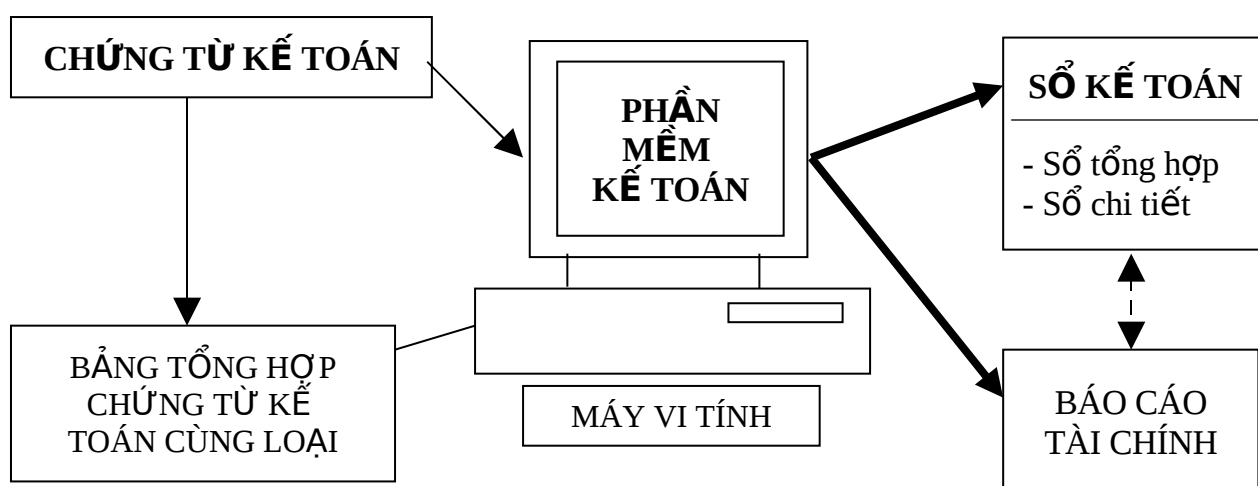 CHỨNG TỪ KẾ TOÁN
PHẦN
MỀM
KẾ TOÁN
SỔ KẾ TOÁN
- Sổ tổng hợp
- Sổ chi tiết
BẢNG TỔNG HỢP
CHỨNG TỪ KẾ
TOÁN CÙNG LOẠI
MÁY VI TÍNH
BÁO CÁO
TÀI CHÍNH